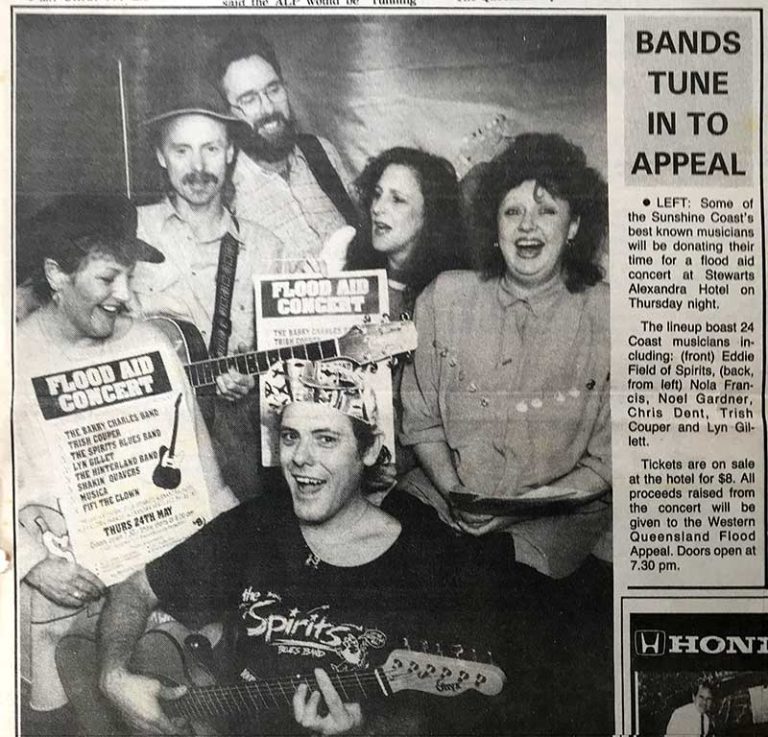 said the ALP would be running
BANDS
TUNE
IN TO
APPEAL
● LEFT: Some of
the Sunshine Coast's
best known musicians
will be donating their
time for a flood aid
concert at Stewarts
Alexandra Hotel on
Thursday night.
The lineup boast 24
Coast musicians in-
cluding: (front) Eddie
Field of Spirits, (back,
from left) Nola Fran-
cis, Noel Gardner,
Chris Dent, Trish
Couper and Lyn Gil-
lett.
Tickets are on sale
at the hotel for $8. All
proceeds raised from
the concert will be
given to the Western
Queensland Flood
Appeal. Doors open at
7.30 pm.
FLOOD AID
CONCERT
THE BARRY CHARLES
TRISH COUPER
FLOOD AID
CONCERT
THE BARRY CHARLES BAND
TRISH COUPER
THE SPIRITS BLUES BAND
LYN GILLET
THE HINTERLAND BAND
SHAKIN' QUAVERS
MUSICA
FIFI THE CLOWN
THURS 24TH MAY
$8
the
Spirits
BLUES BAND
Onyx
HON